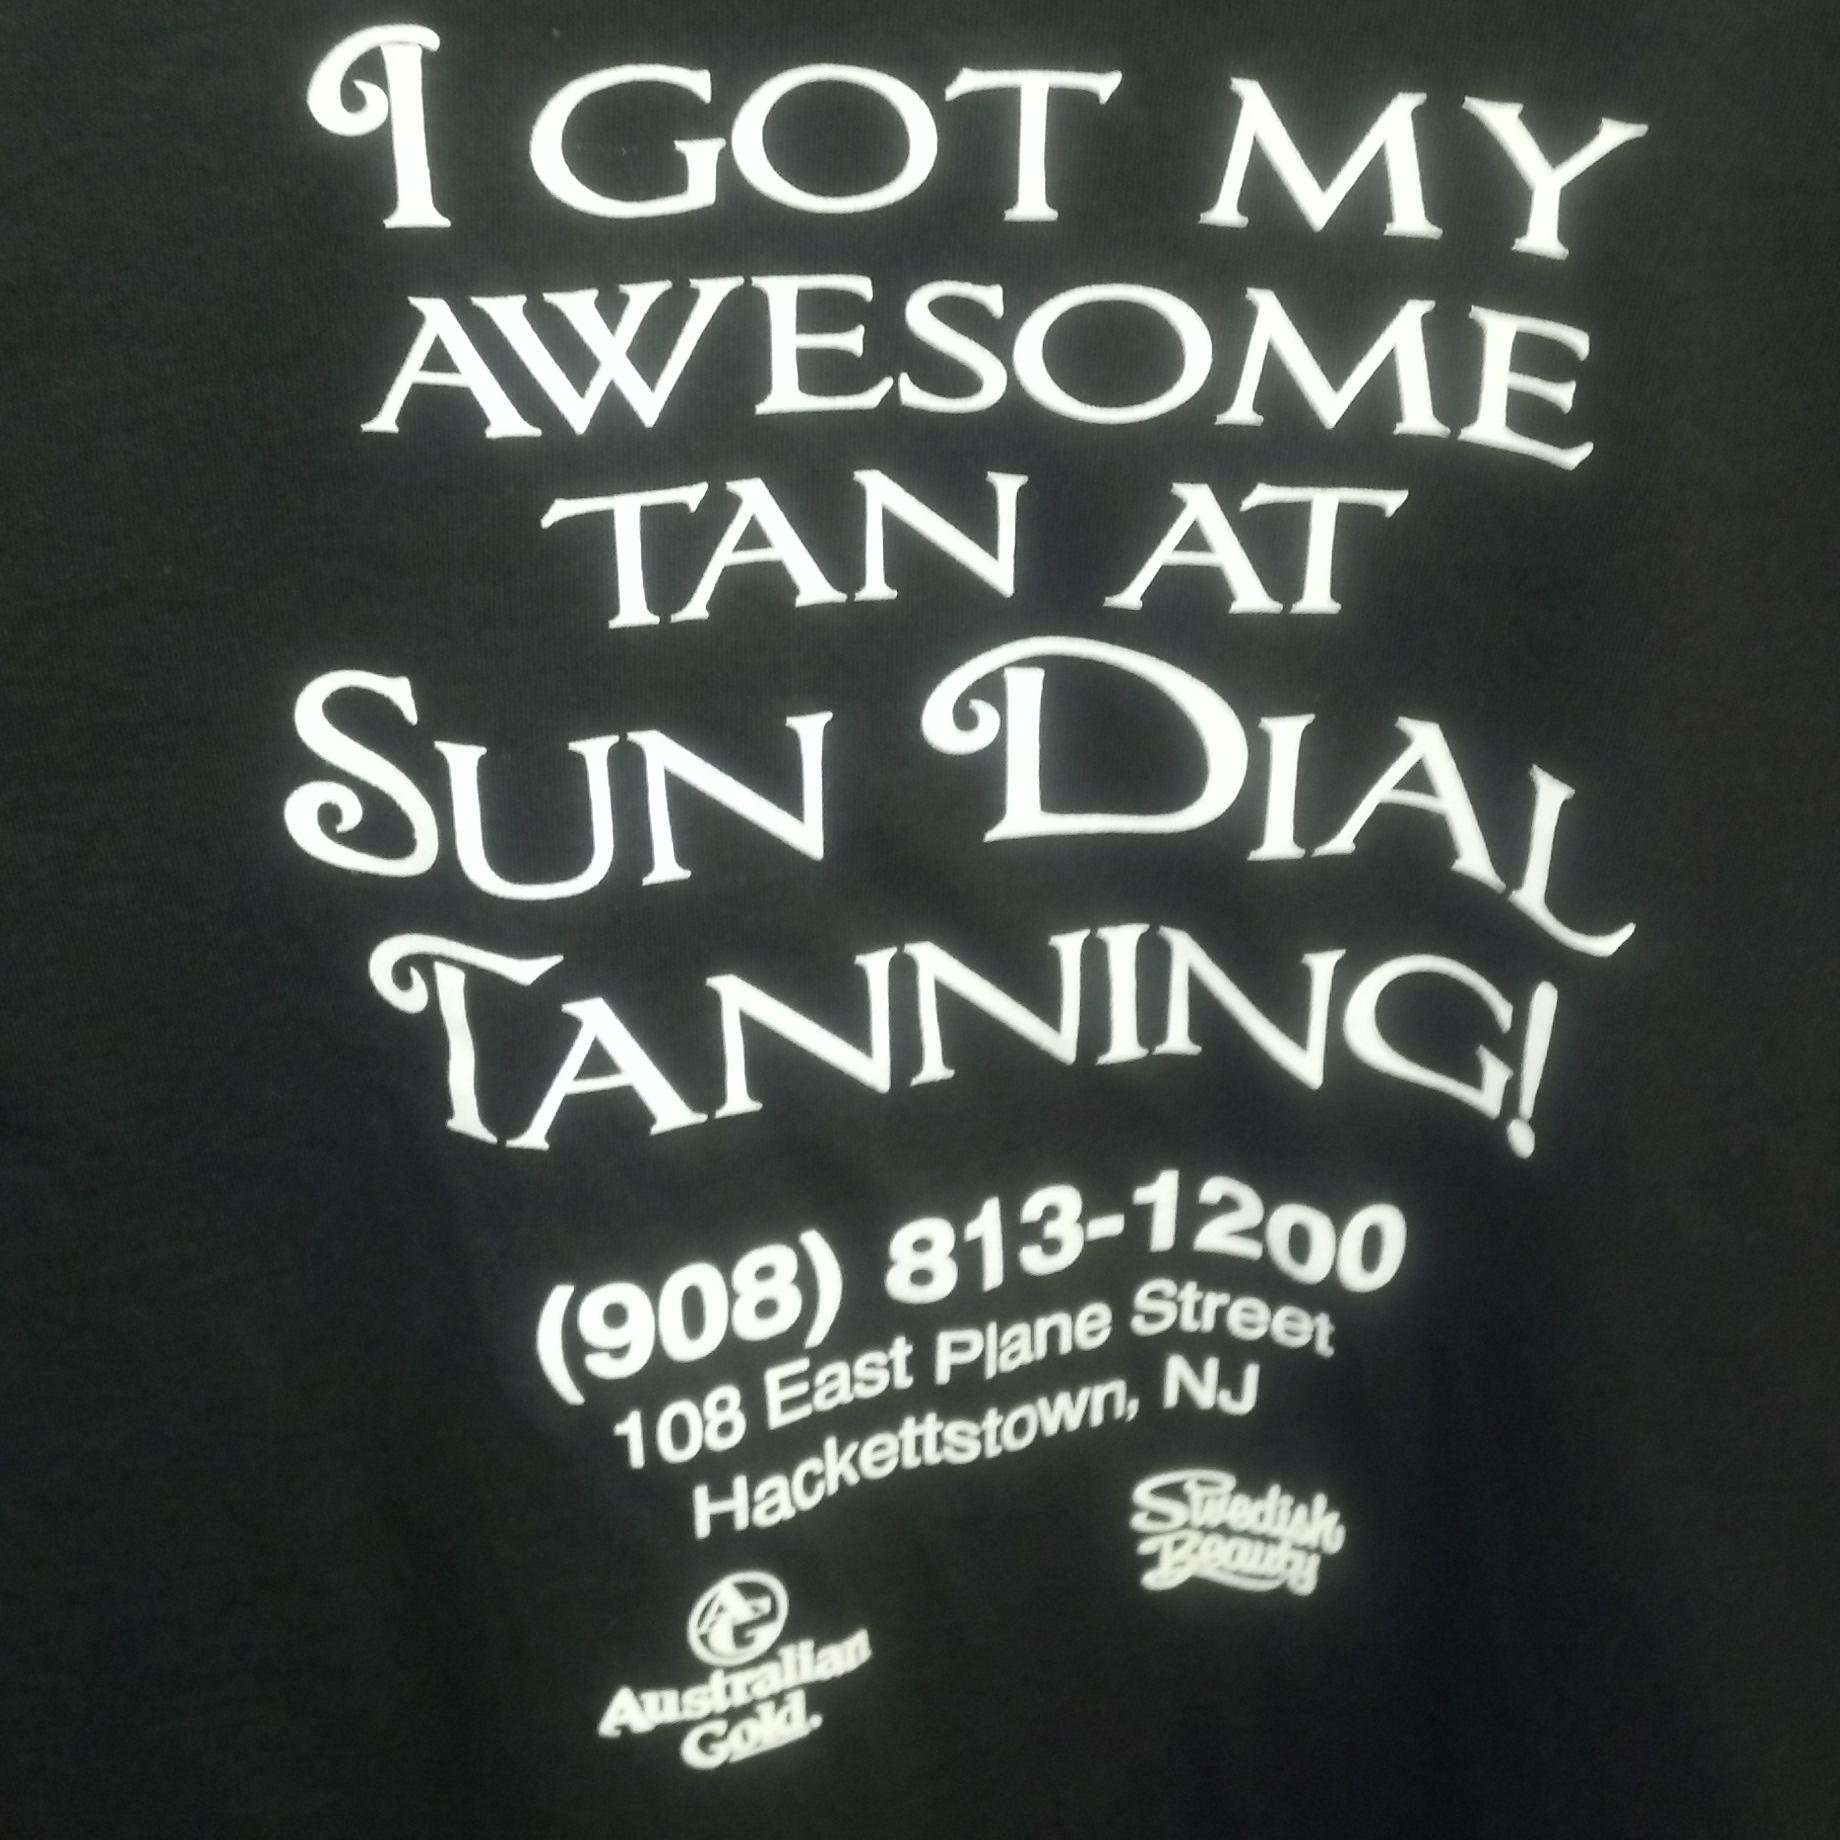 I GOT MY
AWESOME
TAN AT
SUN DIAL
TANNING!
(908) 813-1200
108 East Plane Street
Hackettstown, NJ
Swedish
Beauty
AG
Australian
Gold.